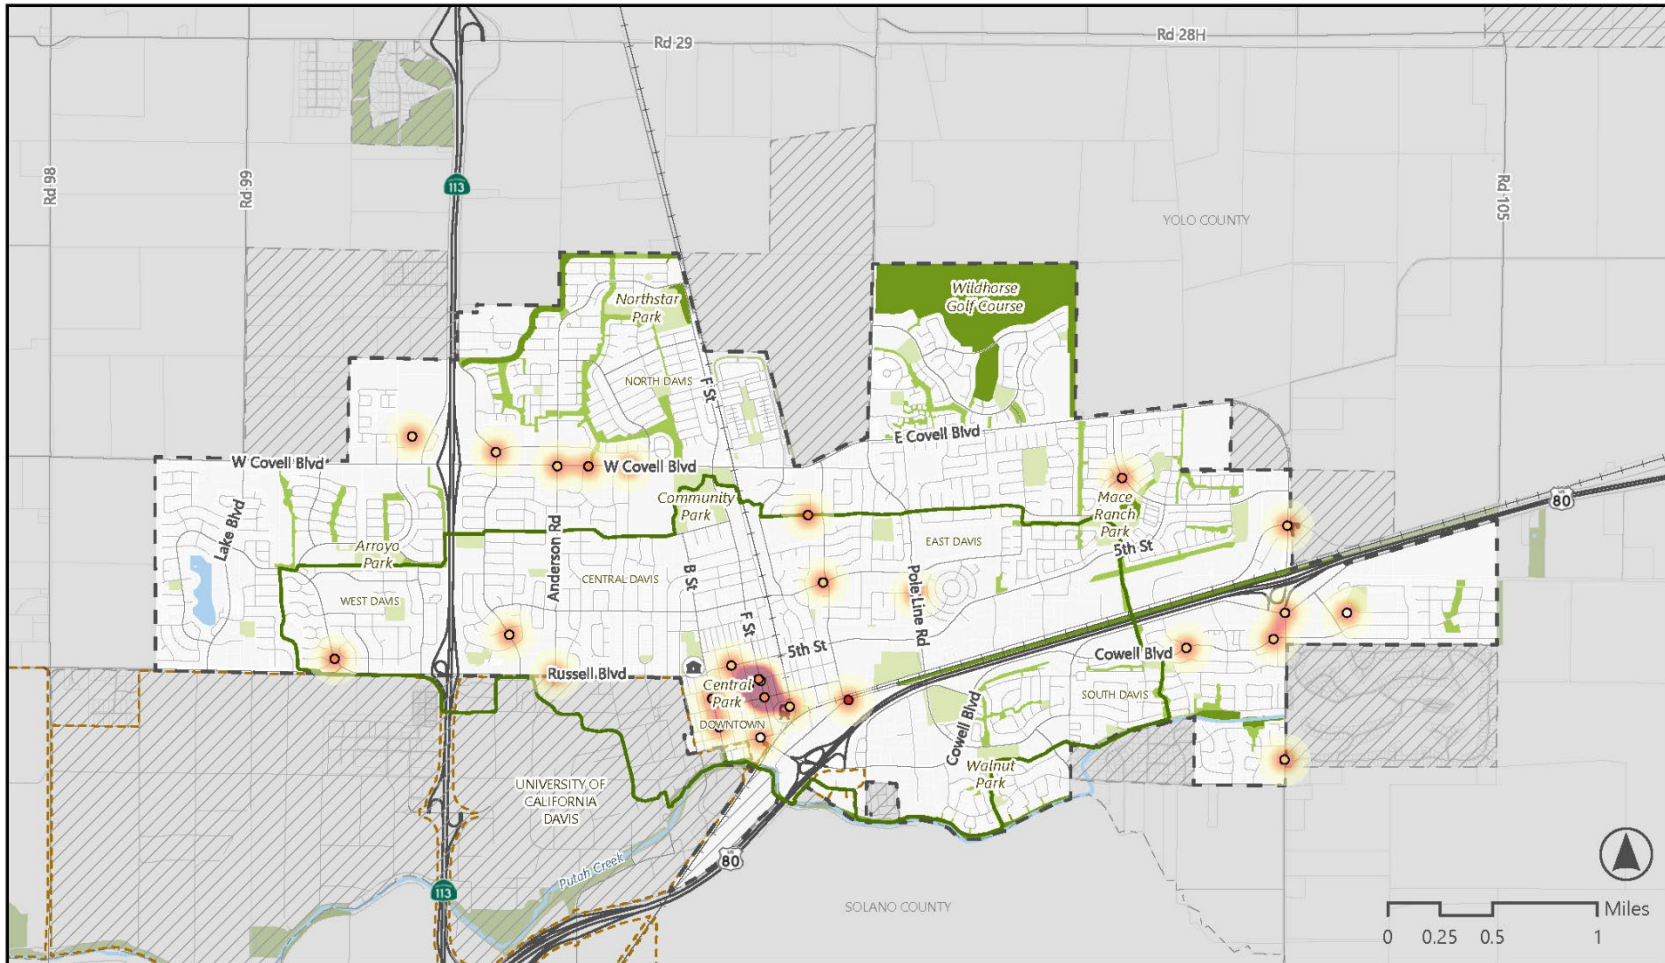 Rd 29
Rd 28H
Rd 98
Rd 99
113
Rd 105
YOLO COUNTY
Northstar
Park
Wildhorse
Golf Course
NORTH DAVIS
F St
E Covell Blvd
W Covell Blvd
W Covell Blvd
Community
Park
Mace
Ranch
Park
80
Lake Blvd
Anderson Rd
Arroyo
Park
EAST DAVIS
5th St
CENTRAL DAVIS
B St
Pole Line Rd
WEST DAVIS
F St
5th St
Cowell Blvd
Russell Blvd
Central
Park
SOUTH DAVIS
DOWNTOWN
Cowell Blvd
Walnut
Park
UNIVERSITY OF
CALIFORNIA
DAVIS
80
Putah Creek
113
SOLANO COUNTY
Miles
0 0.25 0.5 1